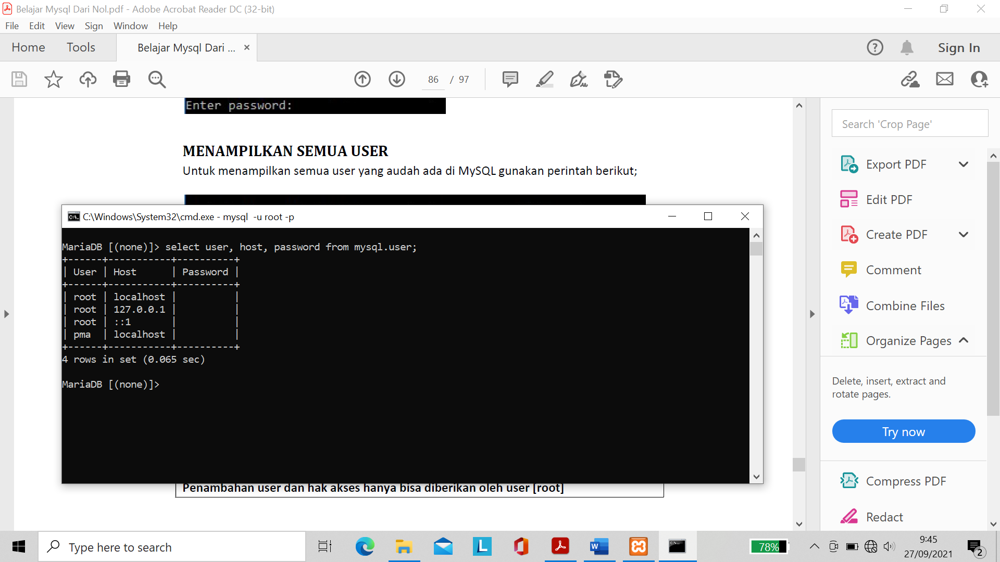 Belajar Mysql Dari Nol.pdf - Adobe Acrobat Reader DC (32-bit)
File Edit View Sign Window Help
Home Tools Belajar Mysql Dari ... × Sign In
86 / 97
Enter password:
MENAMPILKAN SEMUA USER
Untuk menampilkan semua user yang audah ada di MySQL gunakan perintah berikut;
C:\Windows\System32\cmd.exe - mysql  -u root -p
MariaDB [(none)]> select user, host, password from mysql.user;
+------+-----------+----------+
| User | Host      | Password |
+------+-----------+----------+
| root | localhost |          |
| root | 127.0.0.1 |          |
| root | ::1       |          |
| pma  | localhost |          |
+------+-----------+----------+
4 rows in set (0.065 sec)
MariaDB [(none)]>
Penambahan user dan hak akses hanya bisa diberikan oleh user [root]
Search 'Crop Page'
Export PDF
Edit PDF
Create PDF
Comment
Combine Files
Organize Pages
Delete, insert, extract and
rotate pages.
Try now
Compress PDF
Redact
Type here to search
78%
9:45
27/09/2021
2